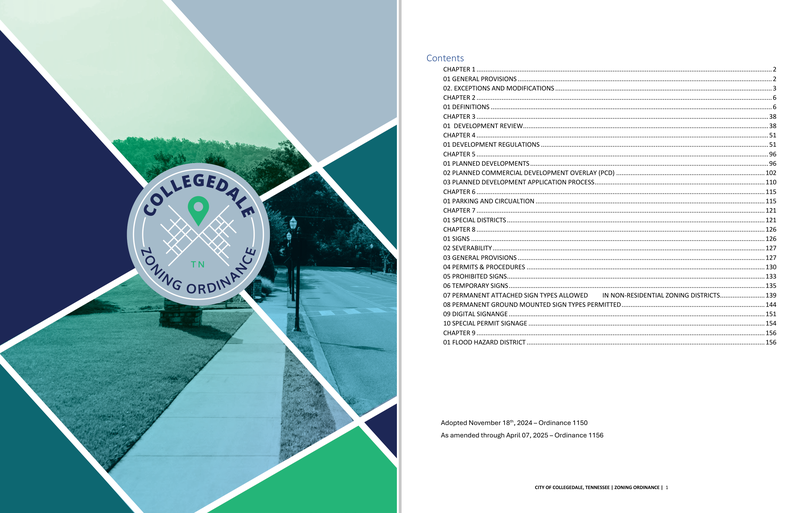 COLLEGEDALE
TN
ZONING ORDINANCE
Contents
CHAPTER 1 ... 2
01 GENERAL PROVISIONS ... 2
02. EXCEPTIONS AND MODIFICATIONS ... 3
CHAPTER 2 ... 6
01 DEFINITIONS ... 6
CHAPTER 3 ... 38
01 DEVELOPMENT REVIEW ... 38
CHAPTER 4 ... 51
01 DEVELOPMENT REGULATIONS ... 51
CHAPTER 5 ... 96
01 PLANNED DEVELOPMENTS ... 96
02 PLANNED COMMERCIAL DEVELOPMENT OVERLAY (PCD) ... 102
03 PLANNED DEVELOPMENT APPLICATION PROCESS ... 110
CHAPTER 6 ... 115
01 PARKING AND CIRCUALTION ... 115
CHAPTER 7 ... 121
01 SPECIAL DISTRICTS ... 121
CHAPTER 8 ... 126
01 SIGNS ... 126
02 SEVERABILITY ... 127
03 GENERAL PROVISIONS ... 127
04 PERMITS & PROCEDURES ... 130
05 PROHIBITED SIGNS ... 133
06 TEMPORARY SIGNS ... 135
07 PERMANENT ATTACHED SIGN TYPES ALLOWED IN NON-RESIDENTIAL ZONING DISTRICTS ... 139
08 PERMANENT GROUND MOUNTED SIGN TYPES PERMITTED ... 144
09 DIGITAL SIGNANGE ... 151
10 SPECIAL PERMIT SIGNAGE ... 154
CHAPTER 9 ... 156
01 FLOOD HAZARD DISTRICT ... 156
Adopted November 18th, 2024 – Ordinance 1150
As amended through April 07, 2025 – Ordinance 1156
CITY OF COLLEGEDALE, TENNESSEE | ZONING ORDINANCE | 1